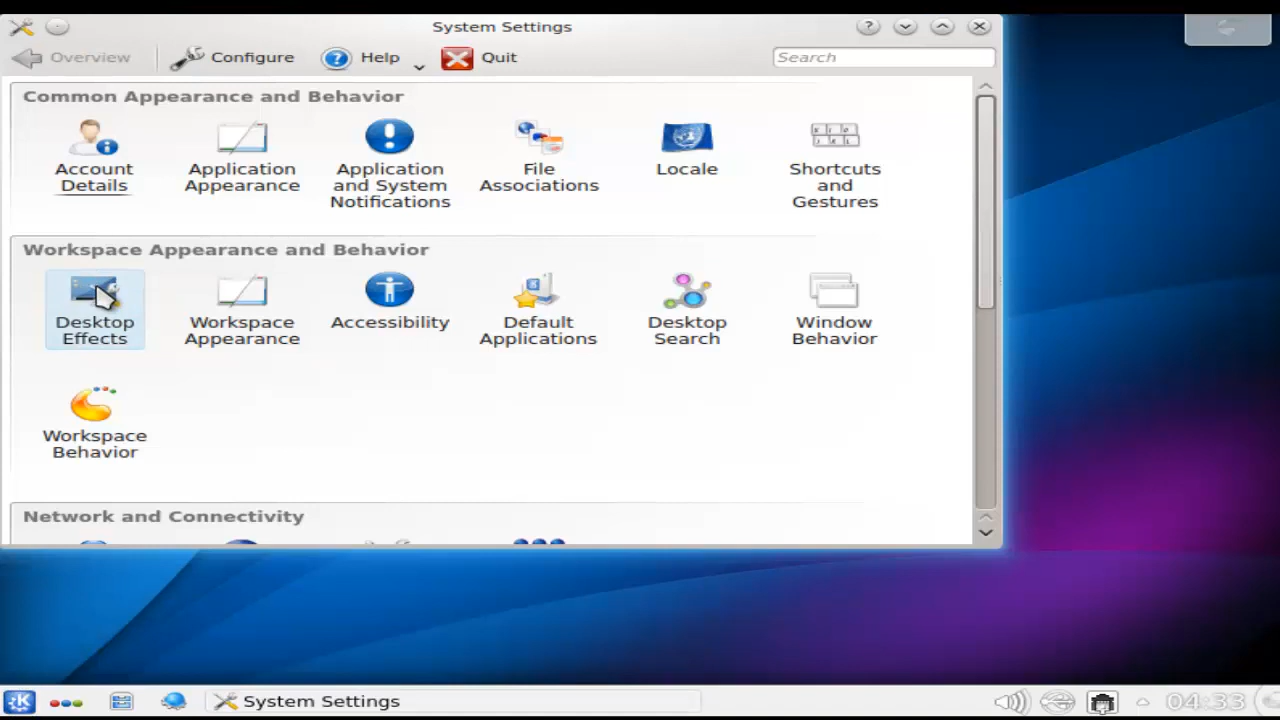 System Settings
Overview Configure Help Quit Search
Common Appearance and Behavior
Account Details
Application Appearance
Application and System Notifications
File Associations
Locale
Shortcuts and Gestures
Workspace Appearance and Behavior
Desktop Effects
Workspace Appearance
Accessibility
Default Applications
Desktop Search
Window Behavior
Workspace Behavior
Network and Connectivity
System Settings 04:33